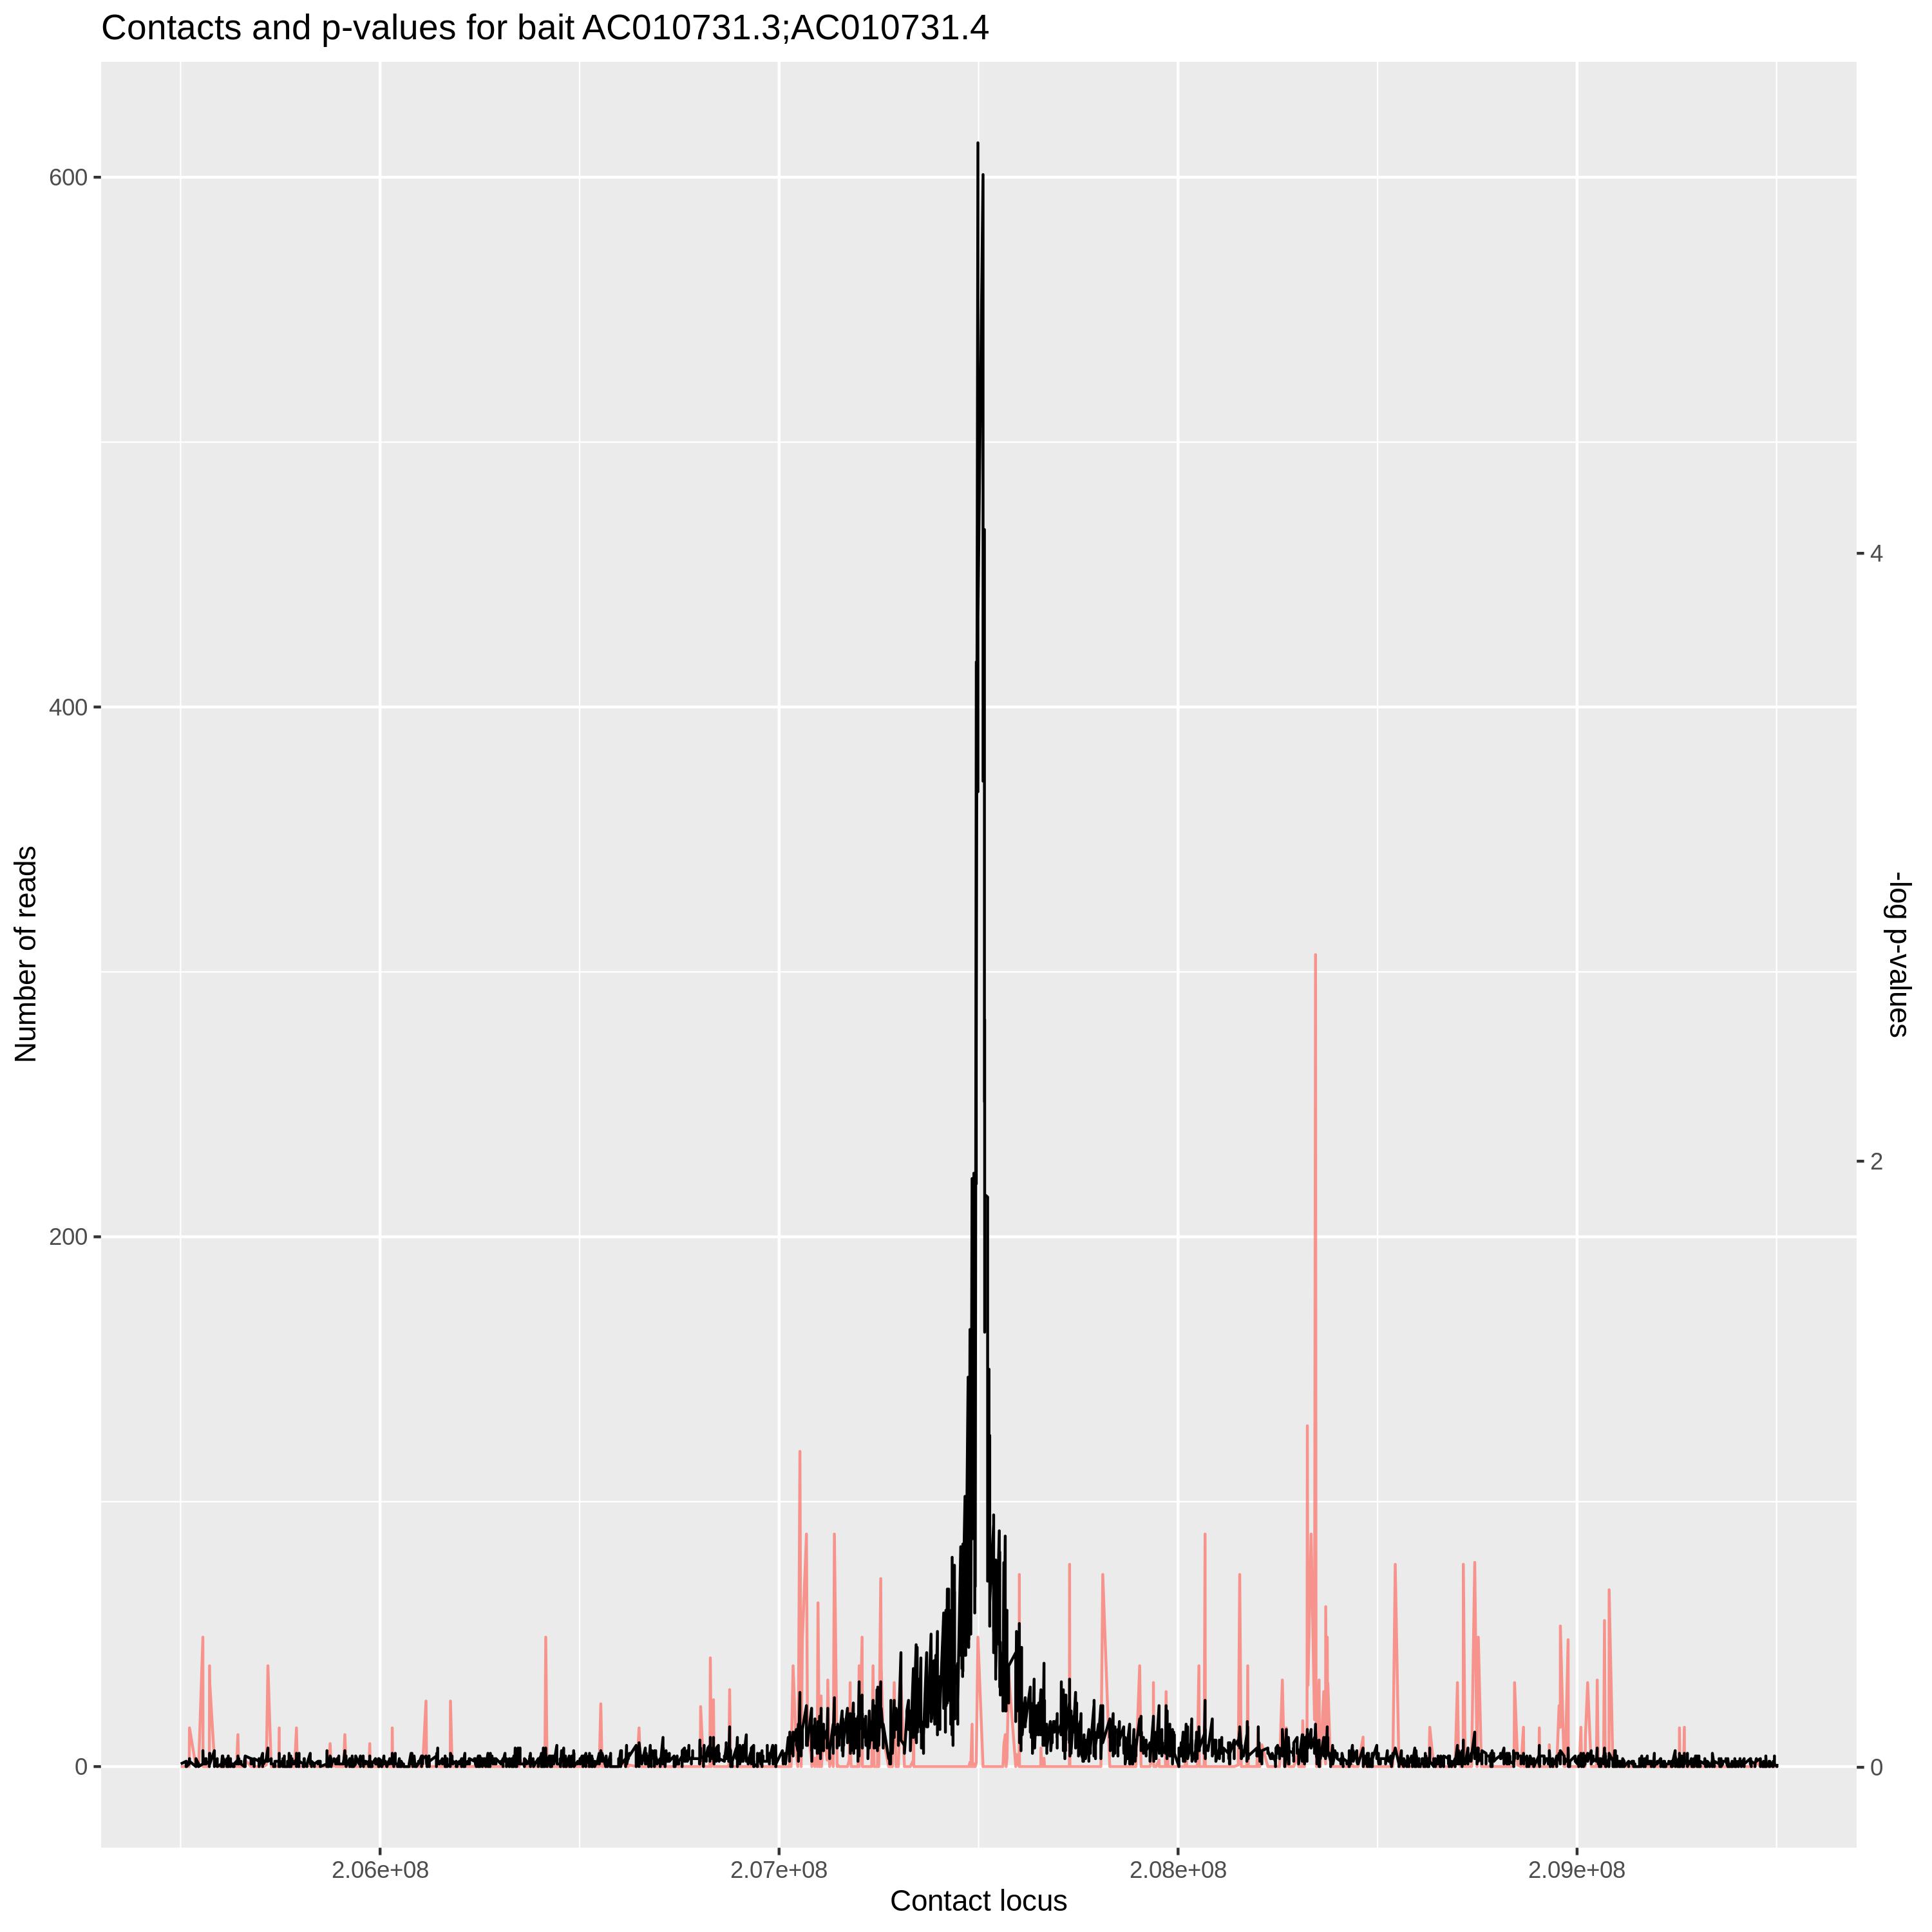 Contacts and p-values for bait AC010731.3;AC010731.4
600
400
200
0
Number of reads
4
2
0
-log p-values
2.06e+08
2.07e+08
2.08e+08
2.09e+08
Contact locus